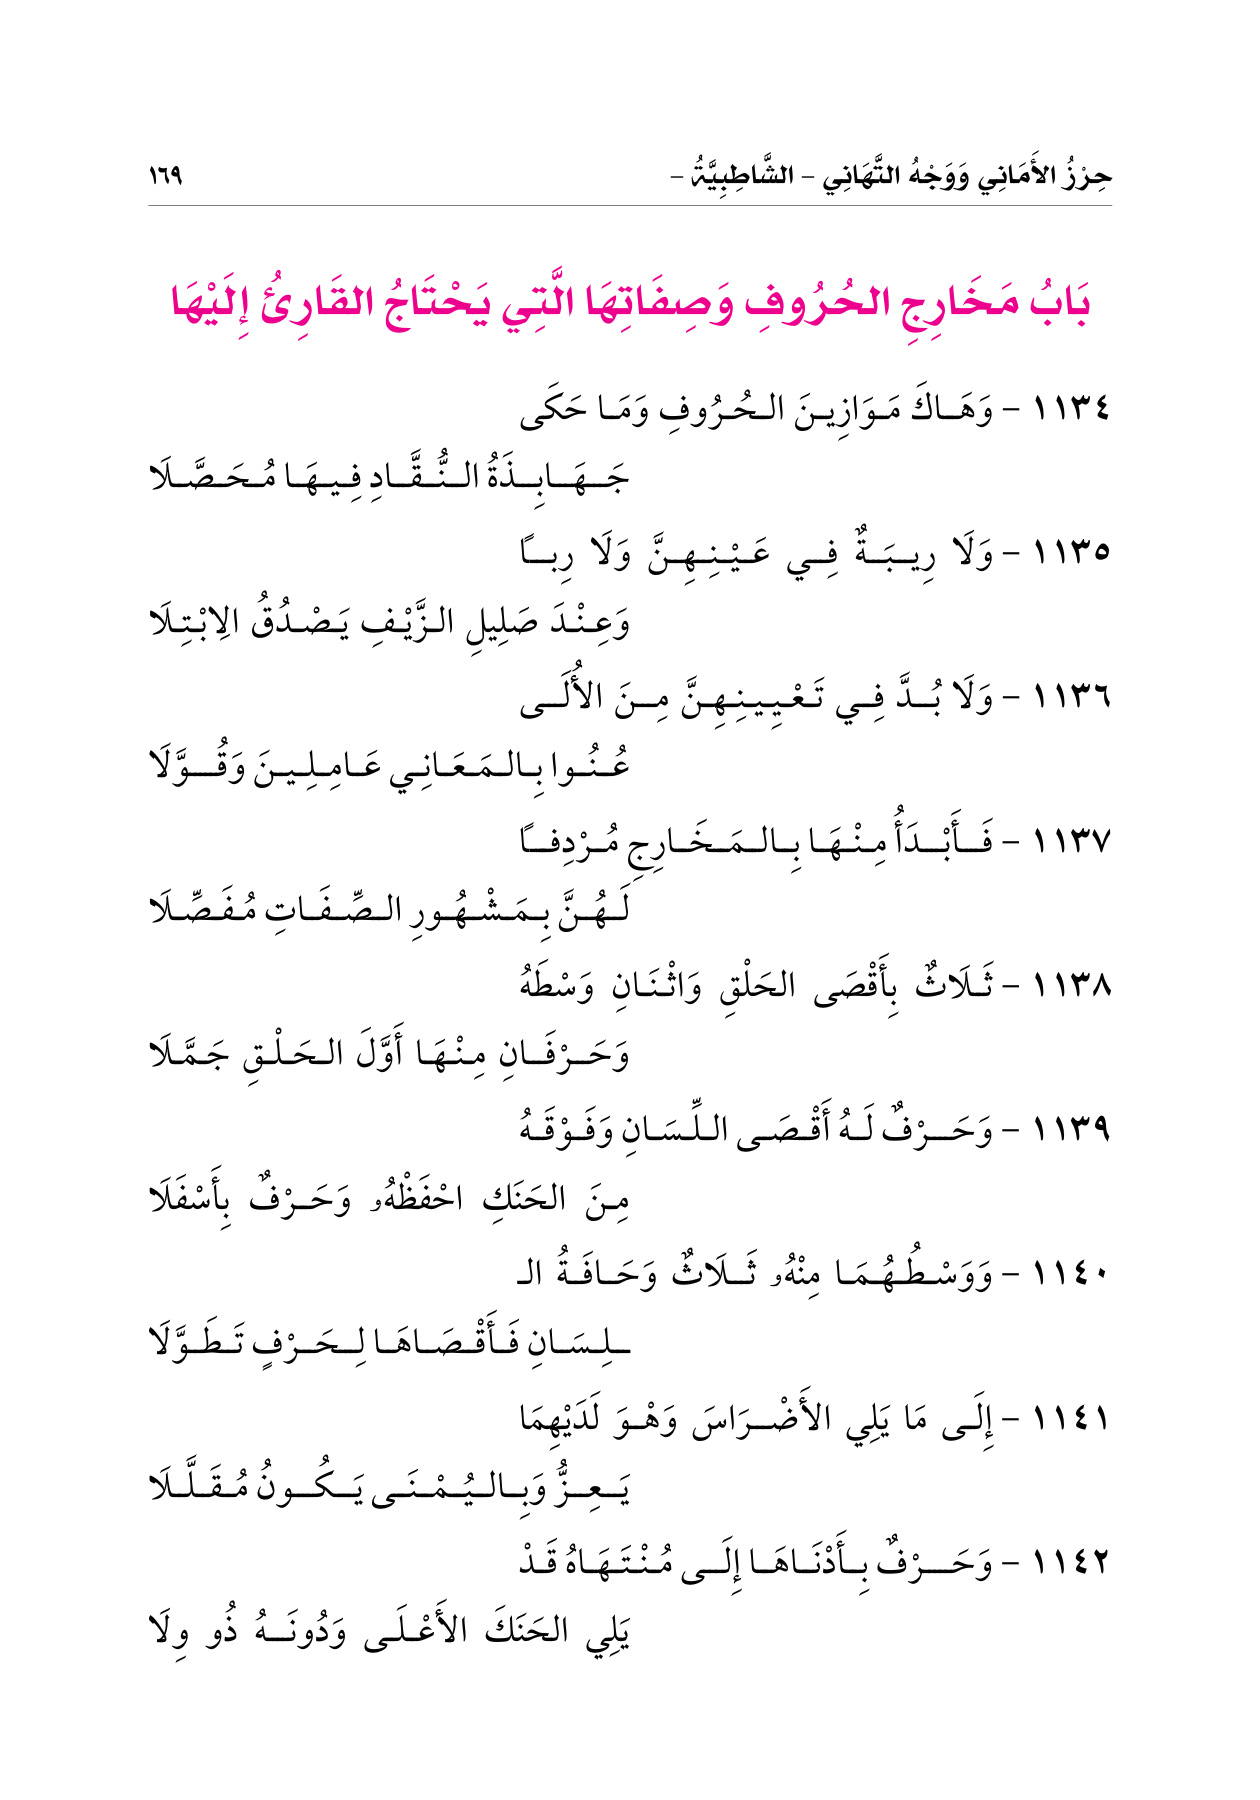 حِرْزُ الأَمَانِي وَوَجْهُ التَّهَانِي – الشَّاطِبِيَّةُ – ١٦٩
بَابُ مَخَارِجِ الحُرُوفِ وَصِفَاتِهَا الَّتِي يَحْتَاجُ القَارِئُ إِلَيْهَا
١١٣٤ – وَهَاكَ مَوَازِينَ الحُرُوفِ وَمَا حَكَى
جَهَابِذَةُ النُّقَّادِ فِيهَا مُحَصَّلَا
١١٣٥ – وَلَا رِيبَةٌ فِي عَيْنِهِنَّ وَلَا رِبًا
وَعِنْدَ صَلِيلِ الزَّيْفِ يَصْدُقُ الِابْتِلَا
١١٣٦ – وَلَا بُدَّ فِي تَعْيِينِهِنَّ مِنَ الأُلَى
عُنُوا بِالمَعَانِي عَامِلِينَ وَقُوَّلَا
١١٣٧ – فَأَبْدَأُ مِنْهَا بِالمَخَارِجِ مُرْدِفًا
لَهُنَّ بِمَشْهُورِ الصِّفَاتِ مُفَصِّلَا
١١٣٨ – ثَلَاثٌ بِأَقْصَى الحَلْقِ وَاثْنَانِ وَسْطَهُ
وَحَرْفَانِ مِنْهَا أَوَّلَ الحَلْقِ جَمَّلَا
١١٣٩ – وَحَرْفٌ لَهُ أَقْصَى اللِّسَانِ وَفَوْقَهُ
مِنَ الحَنَكِ احْفَظْهُۥ وَحَرْفٌ بِأَسْفَلَا
١١٤٠ – وَوَسْطُهُمَا مِنْهُۥ ثَلَاثٌ وَحَافَةُ الـ
ـلِسَانِ فَأَقْصَاهَا لِحَرْفٍ تَطَوَّلَا
١١٤١ – إِلَى مَا يَلِي الأَضْرَاسَ وَهْوَ لَدَيْهِمَا
يَعِزُّ وَبِاليُمْنَى يَكُونُ مُقَلَّلَا
١١٤٢ – وَحَرْفٌ بِأَدْنَاهَا إِلَى مُنْتَهَاهُ قَدْ
يَلِي الحَنَكَ الأَعْلَى وَدُونَهُ ذُو وِلَا